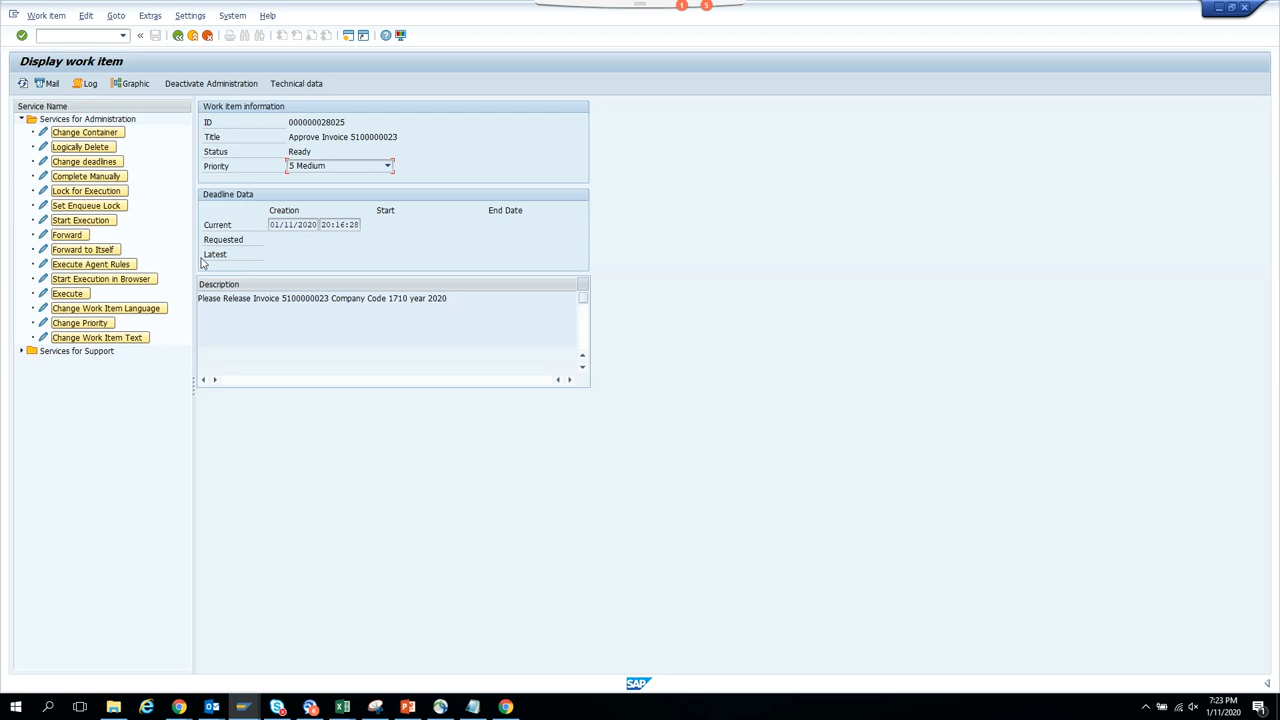 Work item Edit Goto Extras Settings System Help
1 5
Display work item
Mail Log Graphic Deactivate Administration Technical data
Service Name
Services for Administration
Change Container
Logically Delete
Change deadlines
Complete Manually
Lock for Execution
Set Enqueue Lock
Start Execution
Forward
Forward to Itself
Execute Agent Rules
Start Execution in Browser
Execute
Change Work Item Language
Change Priority
Change Work Item Text
Services for Support
Work item information
ID 000000028025
Title Approve Invoice 5100000023
Status Ready
Priority 5 Medium
Deadline Data
Creation Start End Date
Current 01/11/2020 20:16:28
Requested
Latest
Description
Please Release Invoice 5100000023 Company Code 1710 year 2020
SAP
7:23 PM
1/11/2020